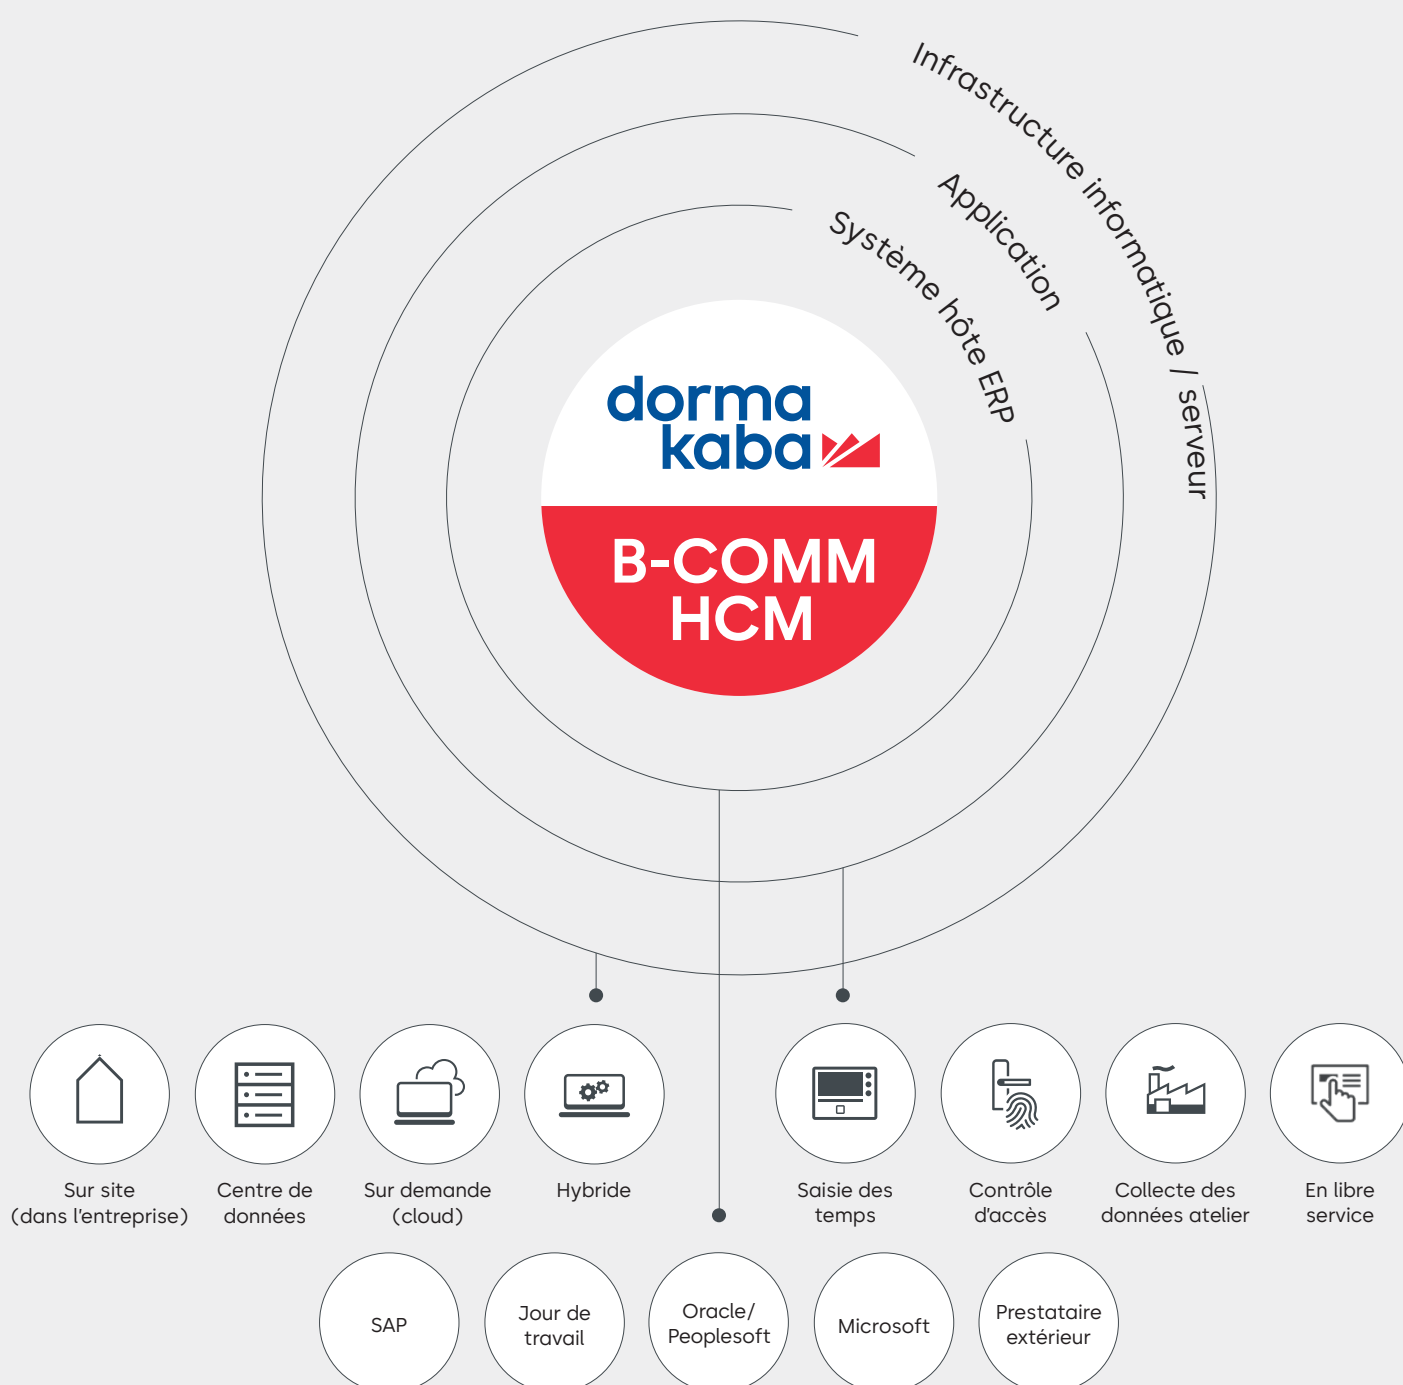 Infrastructure informatique / serveur
Application
Système hôte ERP
dorma
kaba
B-COMM
HCM
Sur site
(dans l'entreprise)
Centre de
données
Sur demande
(cloud)
Hybride
Saisie des
temps
Contrôle
d'accès
Collecte des
données atelier
En libre
service
SAP
Jour de
travail
Oracle/
Peoplesoft
Microsoft
Prestataire
extérieur